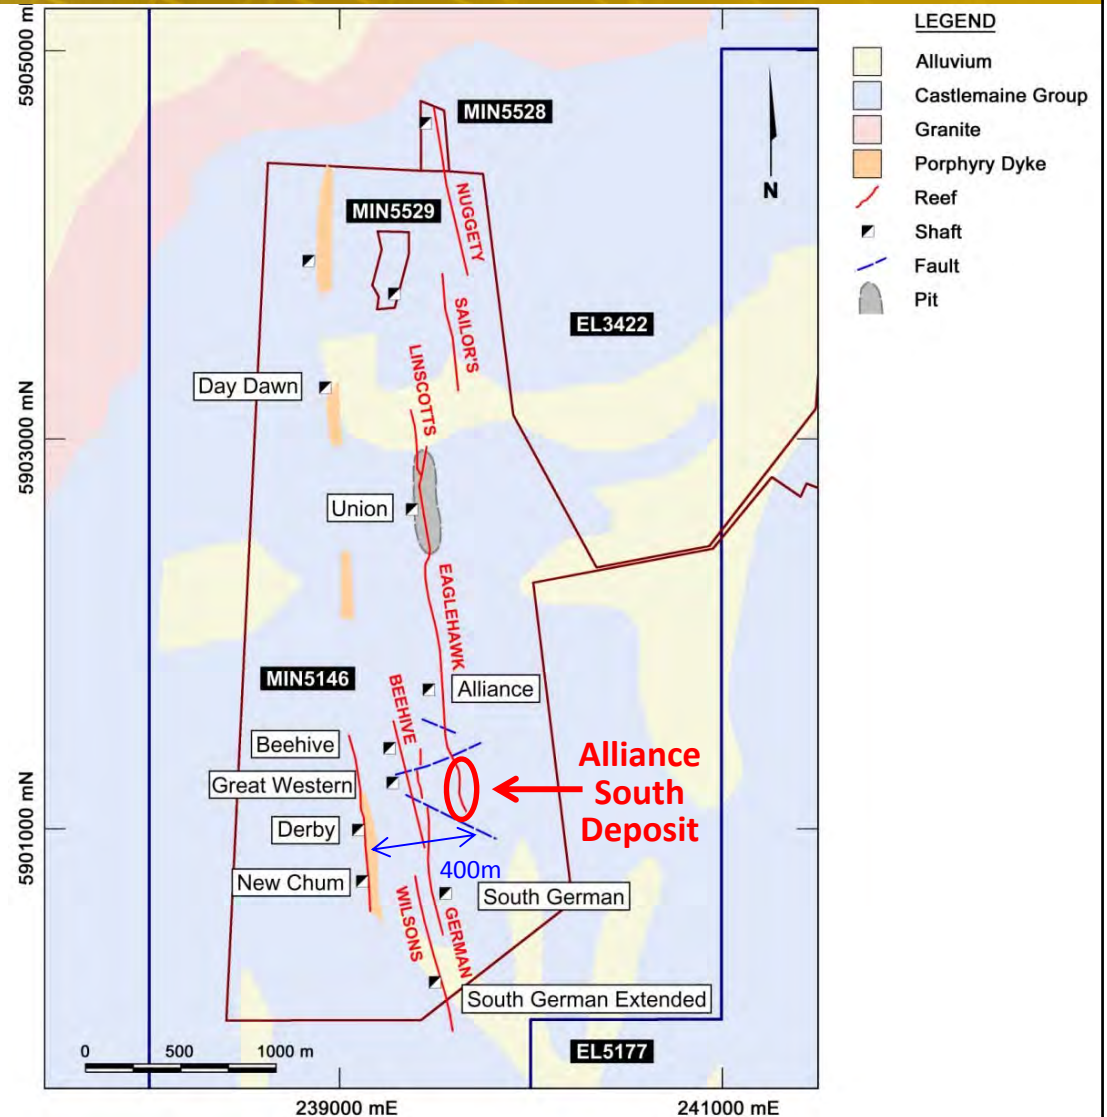 LEGEND
Alluvium
Castlemaine Group
Granite
Porphyry Dyke
Reef
Shaft
Fault
Pit
5905000 m
5903000 mN
5901000 mN
MIN5528
NUGGETY
MIN5529
N
SAILOR'S
EL3422
LINSCOTTS
Day Dawn
Union
EAGLEHAWK
MIN5146
BEEHIVE
Alliance
Beehive
Great Western
Alliance
South
Deposit
Derby
400m
New Chum
South German
WILSONS
GERMAN
South German Extended
EL5177
0 500 1000 m
239000 mE 241000 mE